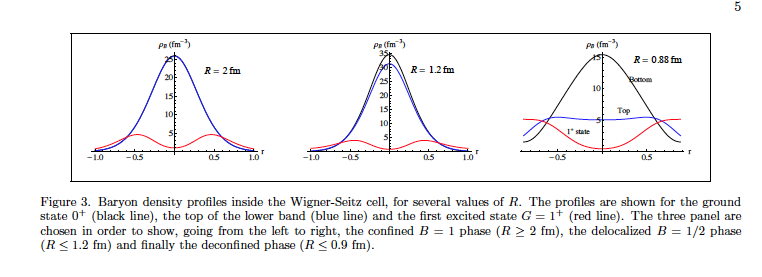 5
ρB (fm⁻³)
25
20
15
10
5
R = 2 fm
−1.0 −0.5 0.5 1.0 r
ρB (fm⁻³)
35
30
25
20
15
10
5
R = 1.2 fm
−1.0 −0.5 0.5 1.0 r
ρB (fm⁻³)
15
10
5
R = 0.88 fm
Bottom
Top
1⁺ state
−0.5 0.5 r
Figure 3. Baryon density profiles inside the Wigner-Seitz cell, for several values of R. The profiles are shown for the ground
state 0⁺ (black line), the top of the lower band (blue line) and the first excited state G = 1⁺ (red line). The three panel are
chosen in order to show, going from the left to right, the confined B = 1 phase (R ≥ 2 fm), the delocalized B = 1/2 phase
(R ≤ 1.2 fm) and finally the deconfined phase (R ≤ 0.9 fm).